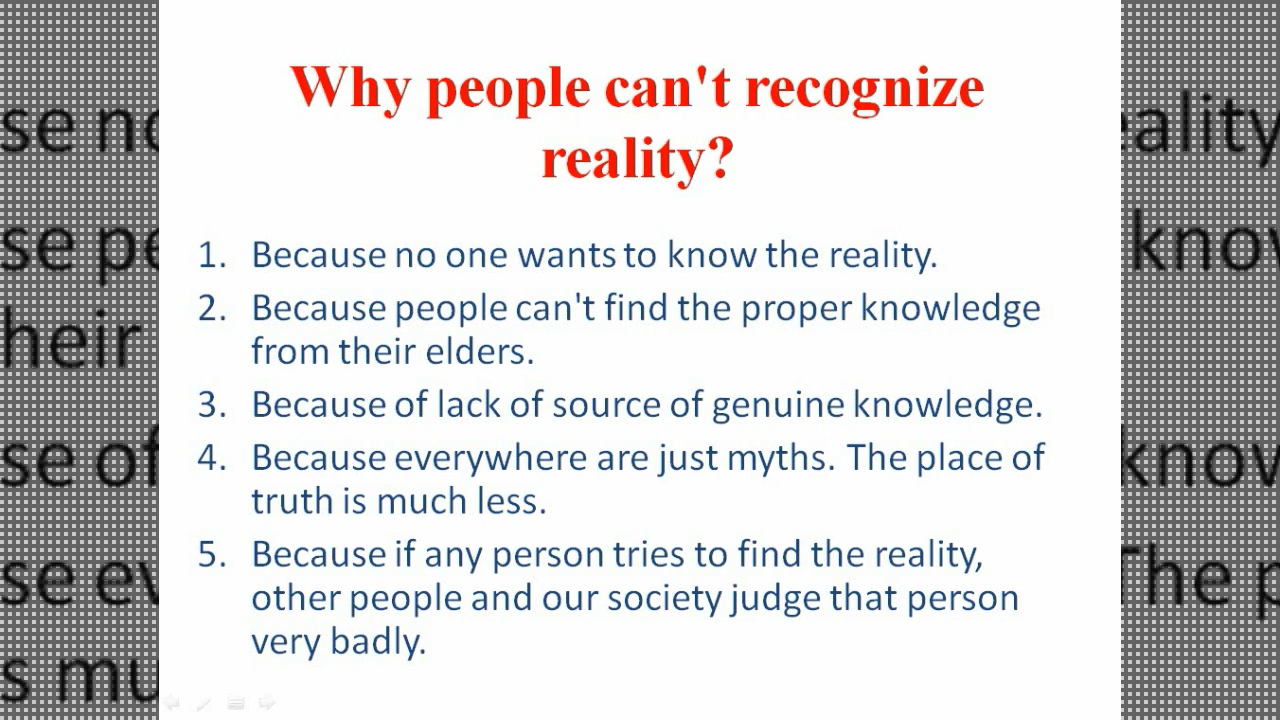 Why people can't recognize
reality?
1. Because no one wants to know the reality.
2. Because people can't find the proper knowledge
from their elders.
3. Because of lack of source of genuine knowledge.
4. Because everywhere are just myths. The place of
truth is much less.
5. Because if any person tries to find the reality,
other people and our society judge that person
very badly.